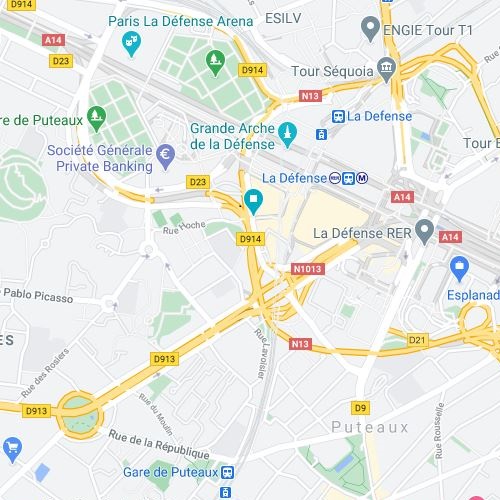 D914
ESILV
Paris La Défense Arena
ENGIE Tour T1
A14
D23
D914
Tour Séquoia
Rue
N13
re de Puteaux
La Defense
Grande Arche
de la Défense
Société Générale
Private Banking
Tour E
D23
La Défense
M
A14
Rue Hoche
D914
La Défense RER
A14
N1013
Esplanad
Pablo Picasso
ES
Rue des Rosiers
D913
Rue Lavoisier
N13
D21
D913
Rue du Moulin
D9
Puteaux
Rue Rousselle
Rue de la République
Gare de Puteaux